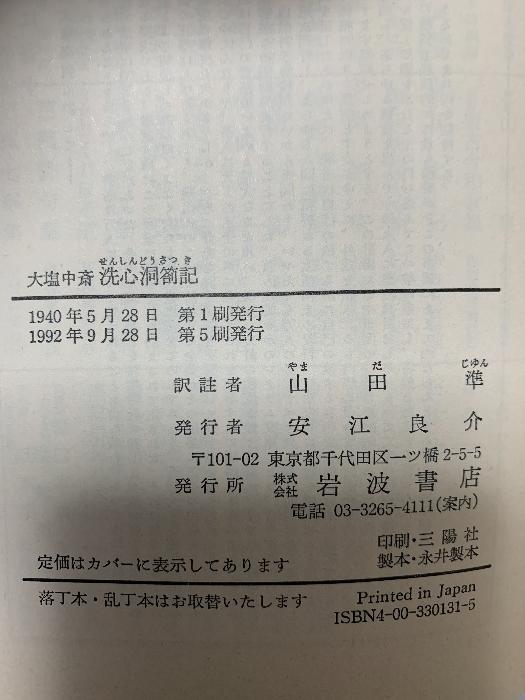 せんしんどうさつき
大塩中斎 洗心洞箚記
1940年5月28日 第1刷発行
1992年9月28日 第5刷発行
やま だ じゅん
訳註者 山田準
発行者 安江良介
〒101-02 東京都千代田区一ツ橋2-5-5
発行所 株式会社 岩波書店
電話 03-3265-4111(案内)
印刷・三陽社
製本・永井製本
定価はカバーに表示してあります
落丁本・乱丁本はお取替いたします
Printed in Japan
ISBN4-00-330131-5